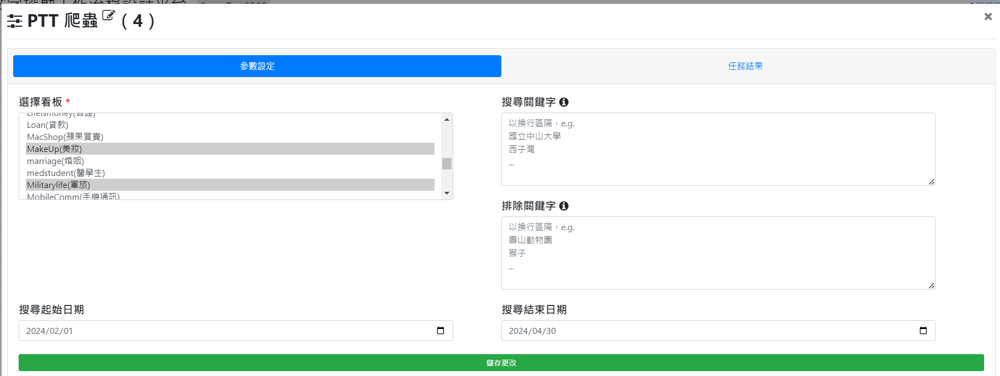 PTT 爬蟲 ( 4 )
參數設定
任務結果
選擇看板 *
Lifeismoney(省錢)
Loan(貸款)
MacShop(蘋果買賣)
MakeUp(美妝)
marriage(婚姻)
medstudent(醫學生)
Militarylife(軍旅)
MobileComm(手機通訊)
搜尋關鍵字
以換行區隔，e.g.
國立中山大學
西子灣
...
排除關鍵字
以換行區隔，e.g.
壽山動物園
猴子
...
搜尋起始日期
2024/02/01
搜尋結束日期
2024/04/30
儲存更改